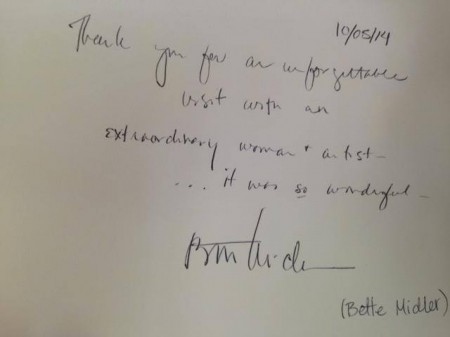 10/05/14
Thank you for an unforgettable
visit with an
extraordinary woman + artist -
... it was so wonderful -
(Bette Midler)